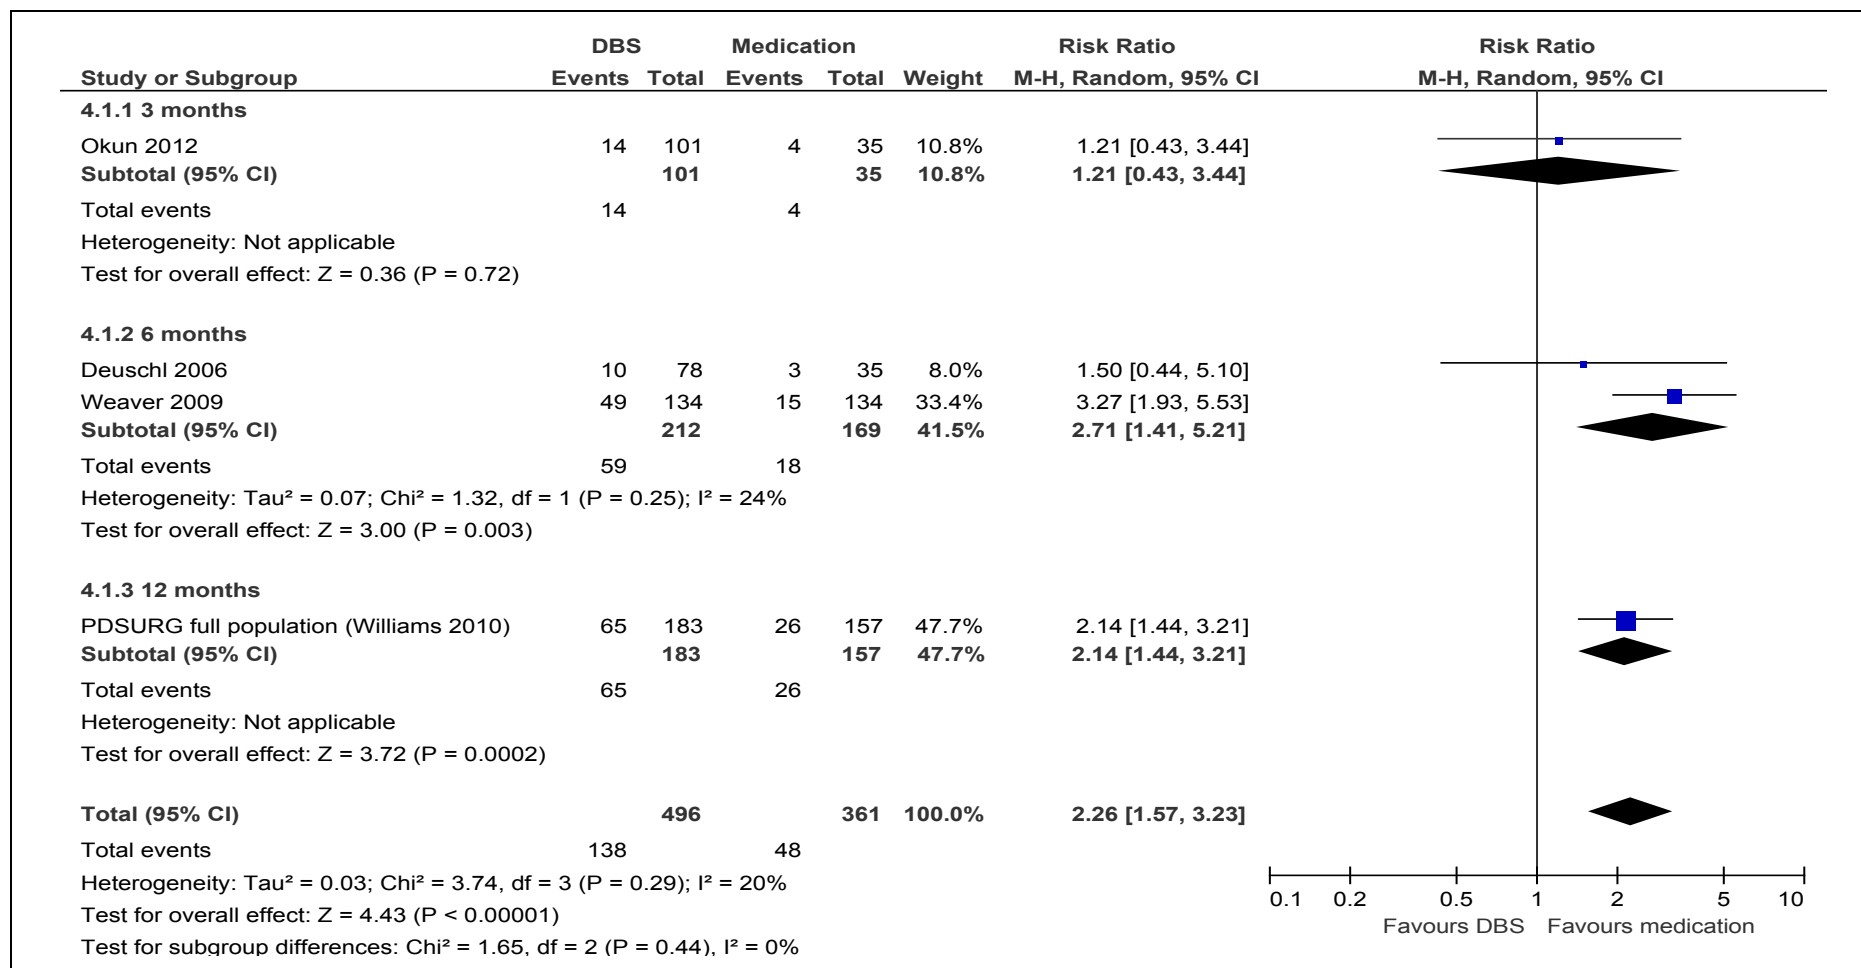 DBS Medication Risk Ratio Risk Ratio
Study or Subgroup Events Total Events Total Weight M-H, Random, 95% CI M-H, Random, 95% CI
4.1.1 3 months
Okun 2012 14 101 4 35 10.8% 1.21 [0.43, 3.44]
Subtotal (95% CI) 101 35 10.8% 1.21 [0.43, 3.44]
Total events 14 4
Heterogeneity: Not applicable
Test for overall effect: Z = 0.36 (P = 0.72)
4.1.2 6 months
Deuschl 2006 10 78 3 35 8.0% 1.50 [0.44, 5.10]
Weaver 2009 49 134 15 134 33.4% 3.27 [1.93, 5.53]
Subtotal (95% CI) 212 169 41.5% 2.71 [1.41, 5.21]
Total events 59 18
Heterogeneity: Tau² = 0.07; Chi² = 1.32, df = 1 (P = 0.25); I² = 24%
Test for overall effect: Z = 3.00 (P = 0.003)
4.1.3 12 months
PDSURG full population (Williams 2010) 65 183 26 157 47.7% 2.14 [1.44, 3.21]
Subtotal (95% CI) 183 157 47.7% 2.14 [1.44, 3.21]
Total events 65 26
Heterogeneity: Not applicable
Test for overall effect: Z = 3.72 (P = 0.0002)
Total (95% CI) 496 361 100.0% 2.26 [1.57, 3.23]
Total events 138 48
Heterogeneity: Tau² = 0.03; Chi² = 3.74, df = 3 (P = 0.29); I² = 20%
Test for overall effect: Z = 4.43 (P < 0.00001)
Test for subgroup differences: Chi² = 1.65, df = 2 (P = 0.44), I² = 0%
0.1 0.2 0.5 1 2 5 10
Favours DBS Favours medication